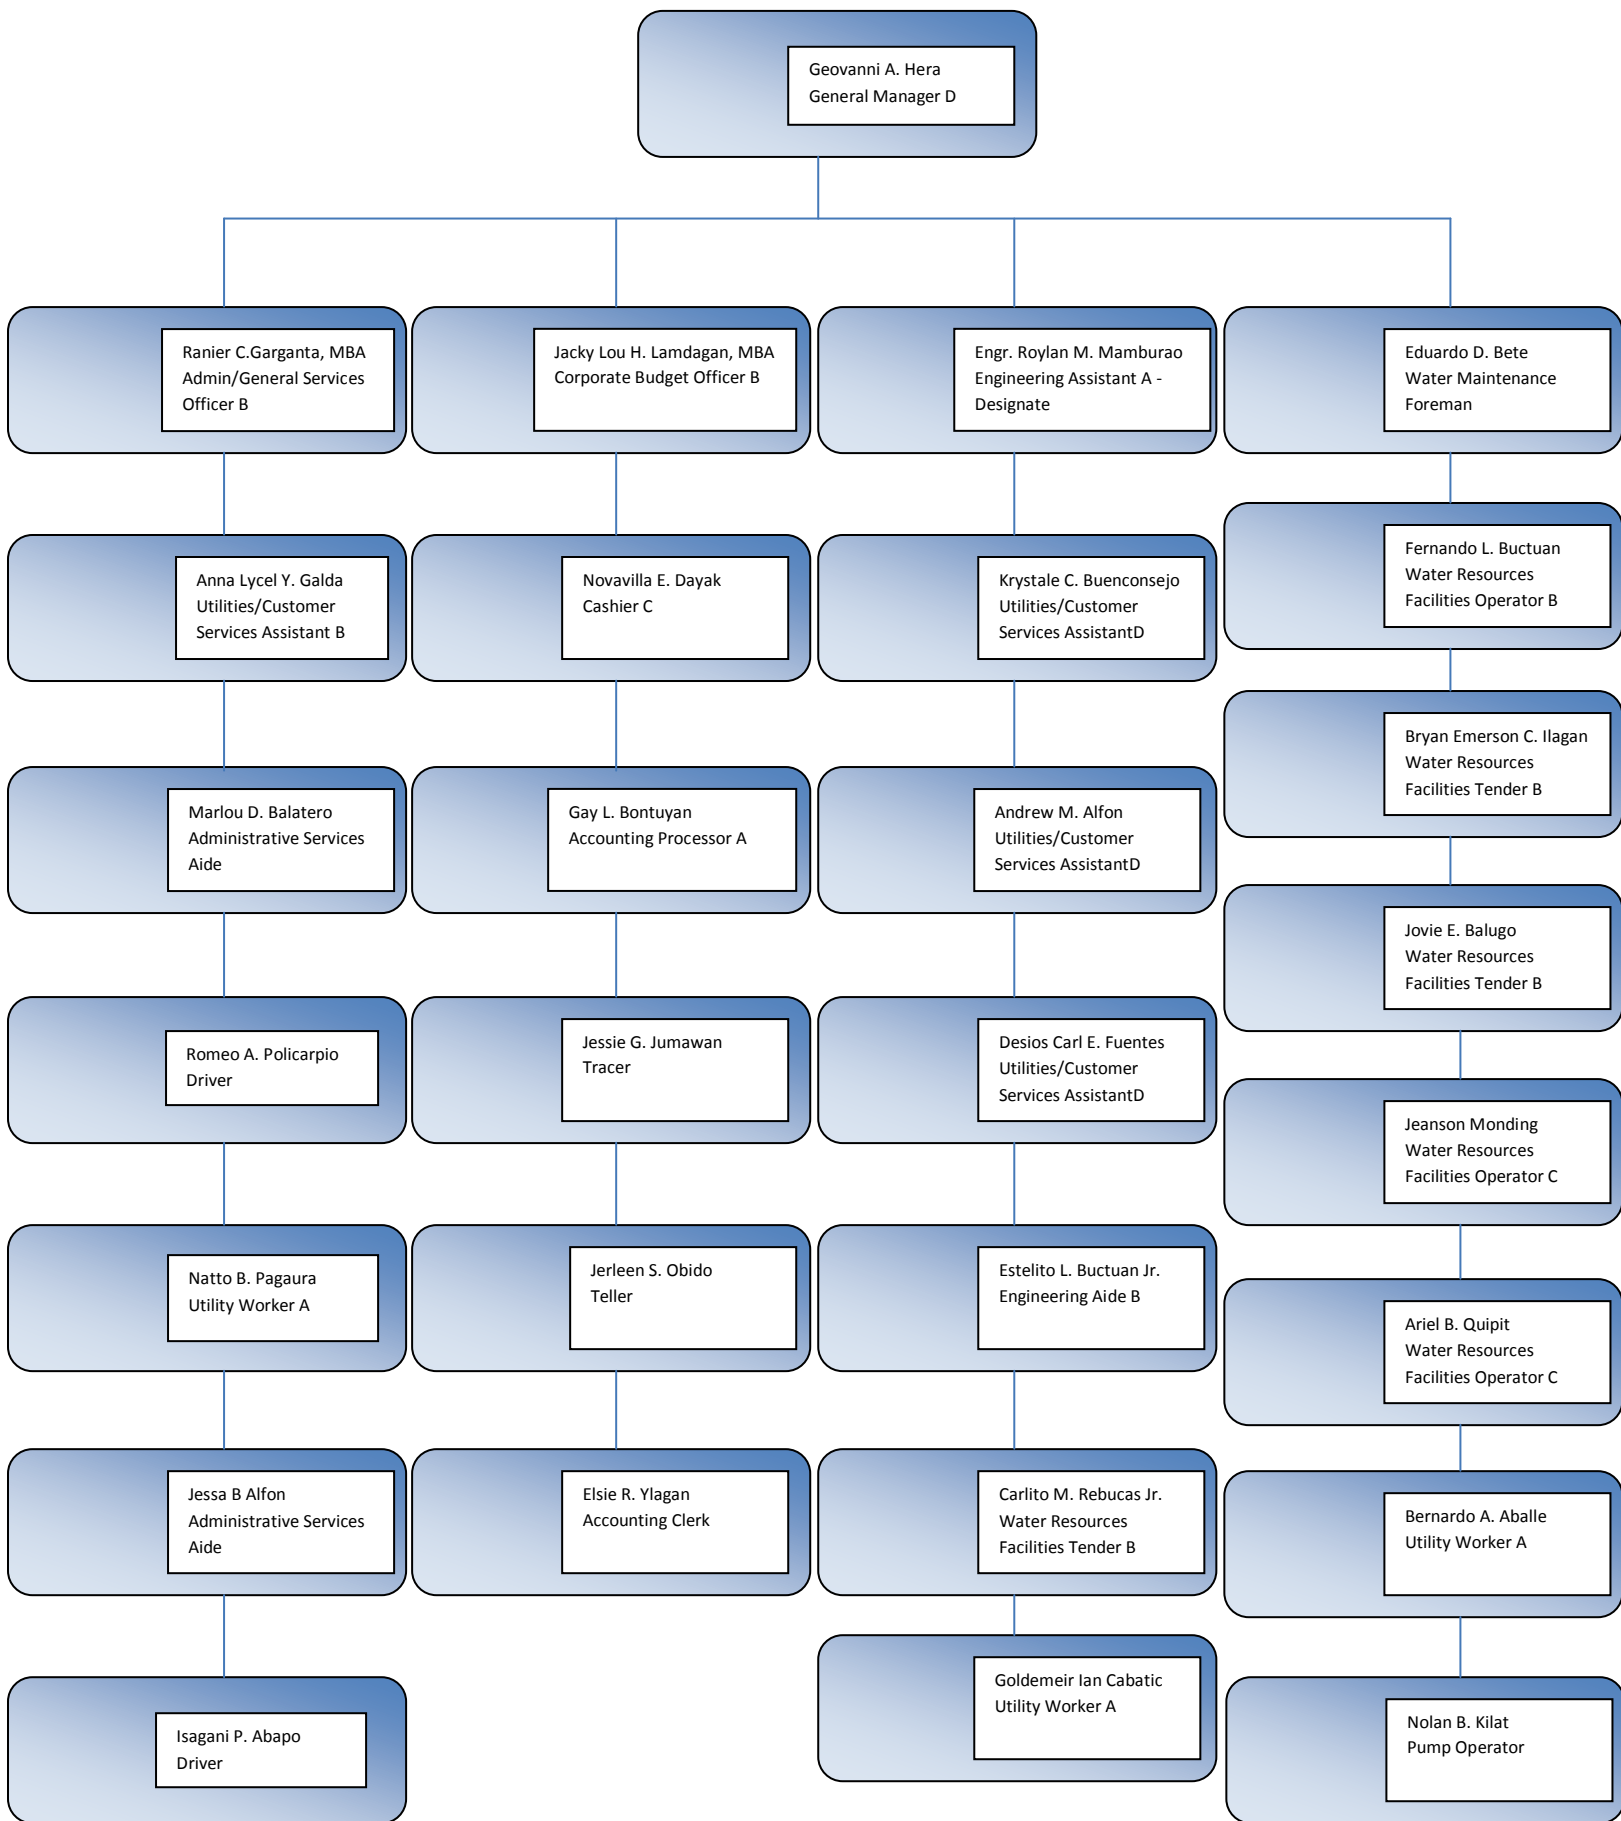 Geovanni A. Hera
General Manager D
Ranier C.Garganta, MBA
Admin/General Services
Officer B
Jacky Lou H. Lamdagan, MBA
Corporate Budget Officer B
Engr. Roylan M. Mamburao
Engineering Assistant A -
Designate
Eduardo D. Bete
Water Maintenance
Foreman
Anna Lycel Y. Galda
Utilities/Customer
Services Assistant B
Novavilla E. Dayak
Cashier C
Krystale C. Buenconsejo
Utilities/Customer
Services AssistantD
Fernando L. Buctuan
Water Resources
Facilities Operator B
Marlou D. Balatero
Administrative Services
Aide
Gay L. Bontuyan
Accounting Processor A
Andrew M. Alfon
Utilities/Customer
Services AssistantD
Bryan Emerson C. Ilagan
Water Resources
Facilities Tender B
Romeo A. Policarpio
Driver
Jessie G. Jumawan
Tracer
Desios Carl E. Fuentes
Utilities/Customer
Services AssistantD
Jovie E. Balugo
Water Resources
Facilities Tender B
Natto B. Pagaura
Utility Worker A
Jerleen S. Obido
Teller
Estelito L. Buctuan Jr.
Engineering Aide B
Jeanson Monding
Water Resources
Facilities Operator C
Jessa B Alfon
Administrative Services
Aide
Elsie R. Ylagan
Accounting Clerk
Carlito M. Rebucas Jr.
Water Resources
Facilities Tender B
Ariel B. Quipit
Water Resources
Facilities Operator C
Isagani P. Abapo
Driver
Goldemeir Ian Cabatic
Utility Worker A
Bernardo A. Aballe
Utility Worker A
Nolan B. Kilat
Pump Operator